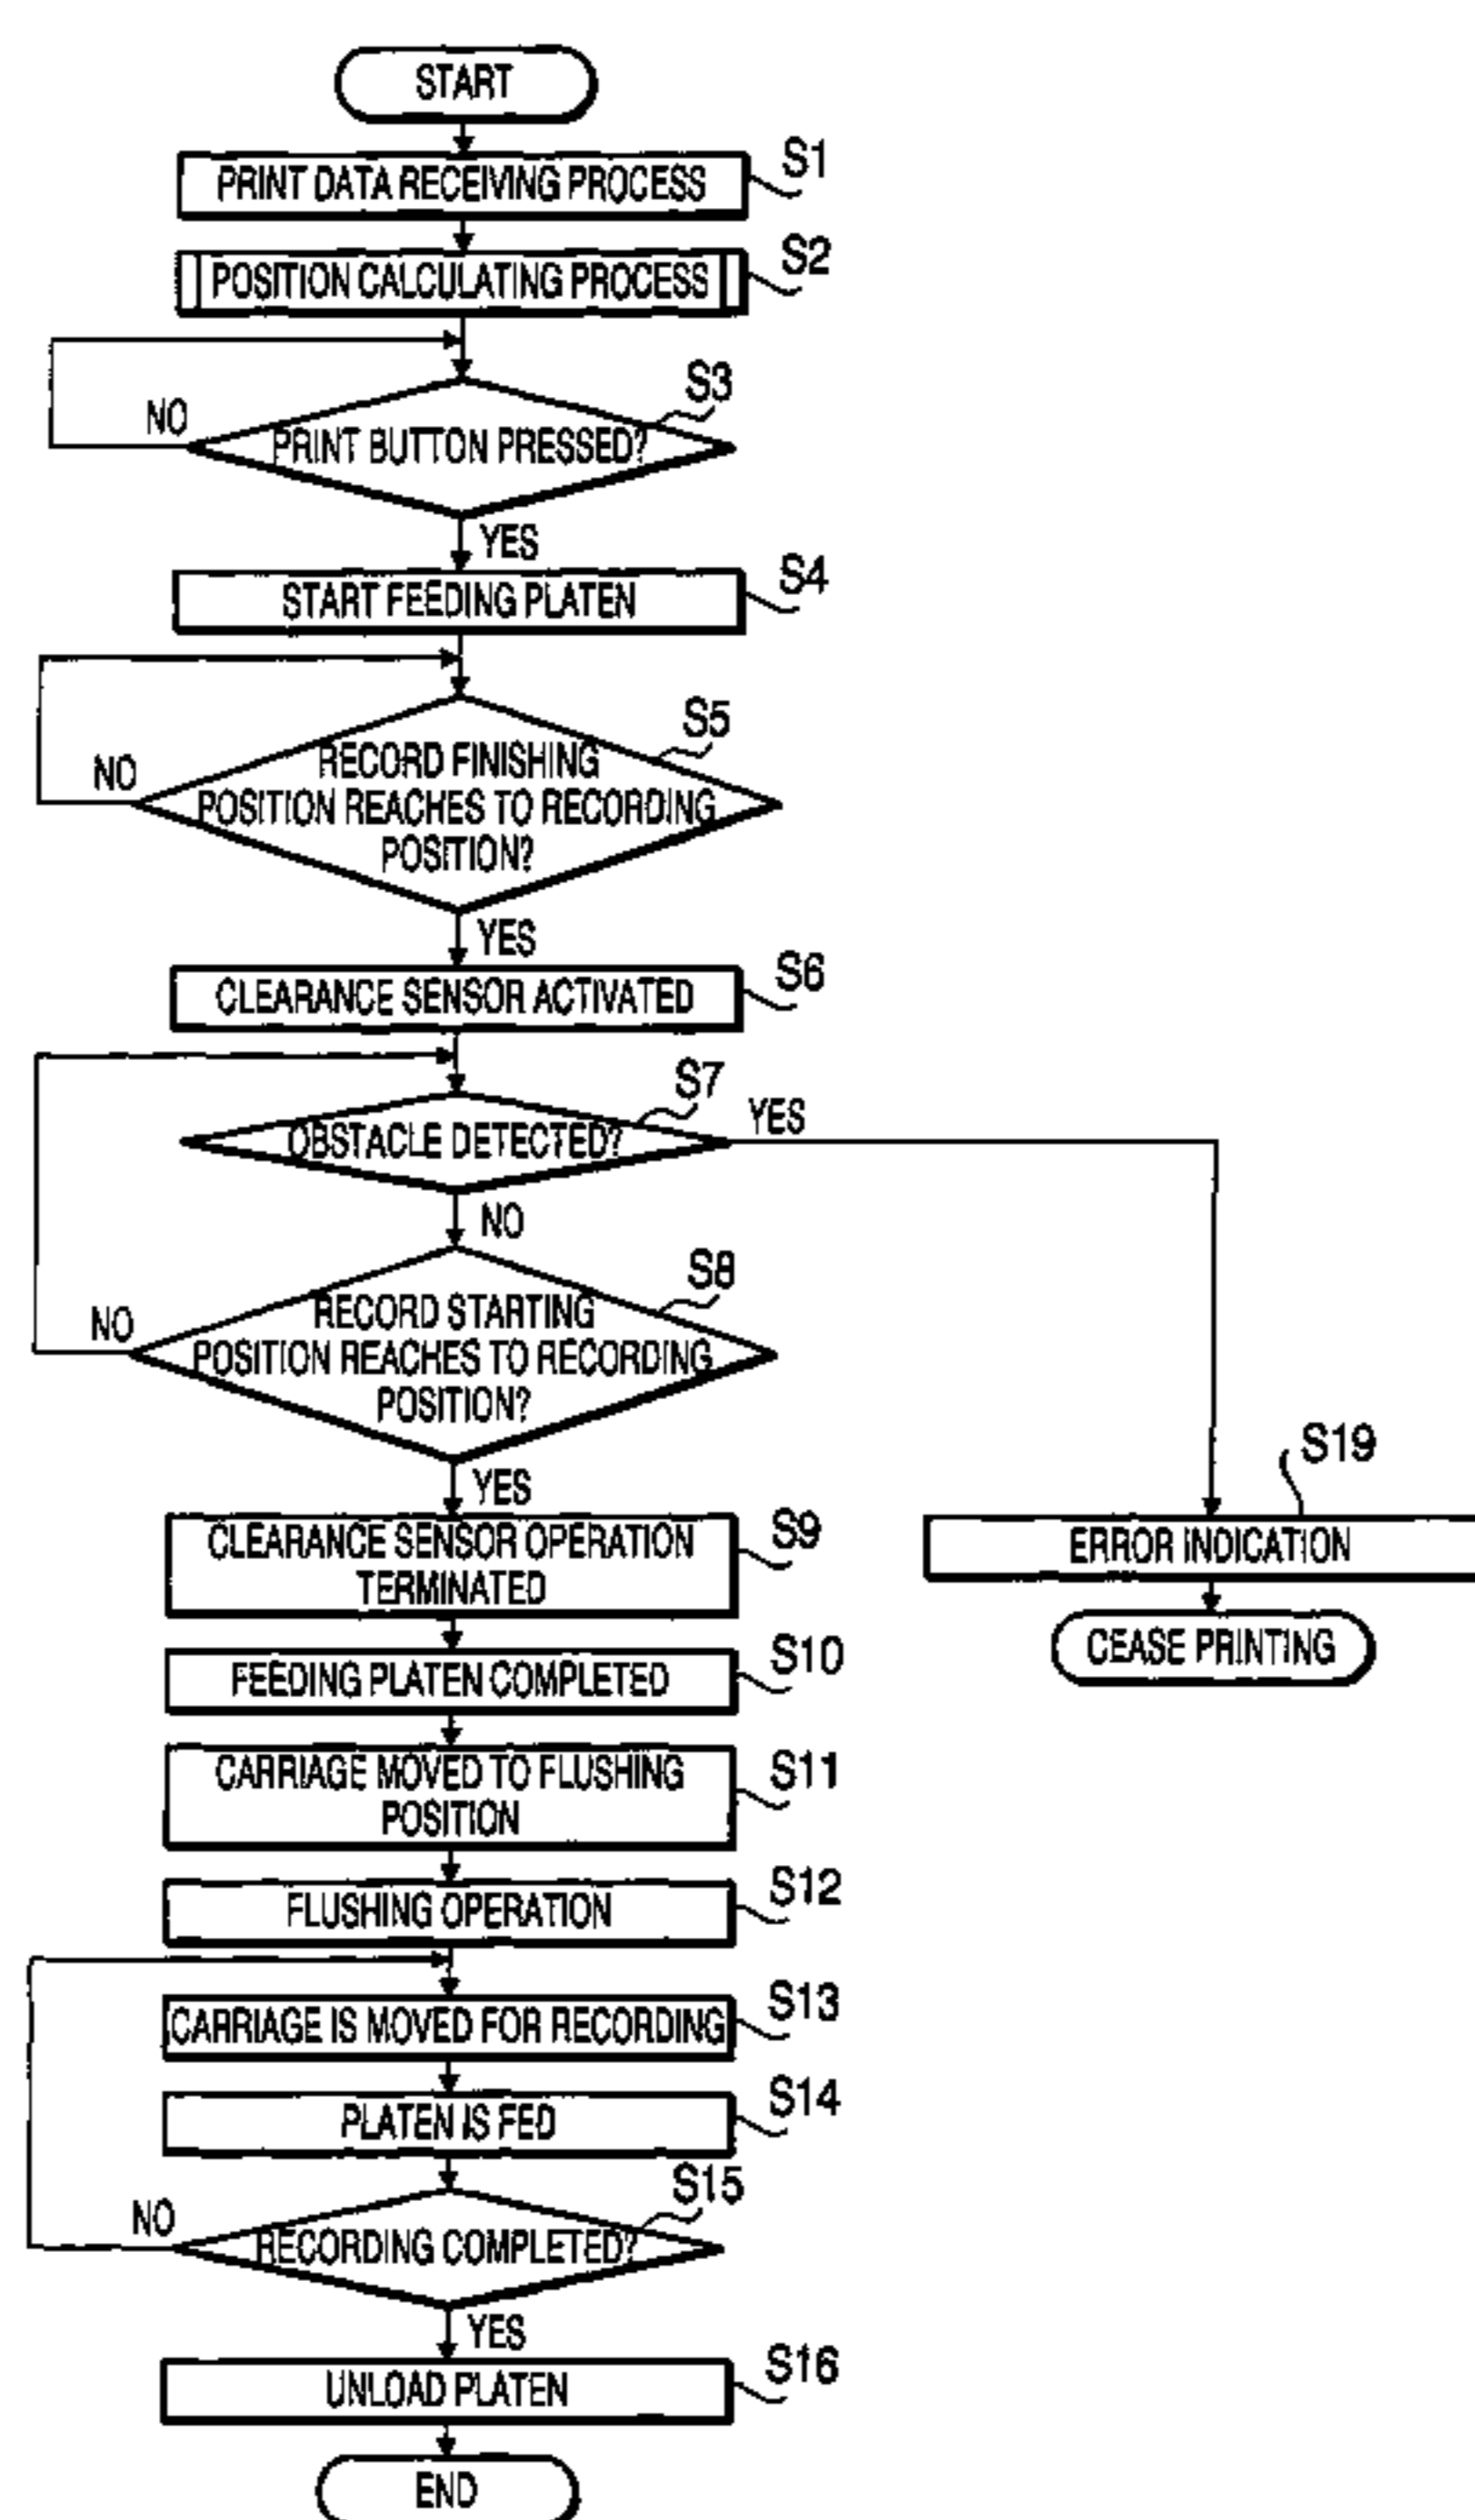 START
PRINT DATA RECEIVING PROCESS
S1
POSITION CALCULATING PROCESS
S2
S3
NO
PRINT BUTTON PRESSED?
YES
START FEEDING PLATEN
S4
S5
NO
RECORD FINISHING
POSITION REACHES TO RECORDING
POSITION?
YES
CLEARANCE SENSOR ACTIVATED
S6
S7
OBSTACLE DETECTED?
YES
NO
S8
NO
RECORD STARTING
POSITION REACHES TO RECORDING
POSITION?
YES
CLEARANCE SENSOR OPERATION
TERMINATED
S9
S19
ERROR INDICATION
CEASE PRINTING
FEEDING PLATEN COMPLETED
S10
CARRIAGE MOVED TO FLUSHING
POSITION
S11
FLUSHING OPERATION
S12
CARRIAGE IS MOVED FOR RECORDING
S13
PLATEN IS FED
S14
S15
NO
RECORDING COMPLETED?
YES
UNLOAD PLATEN
S16
END